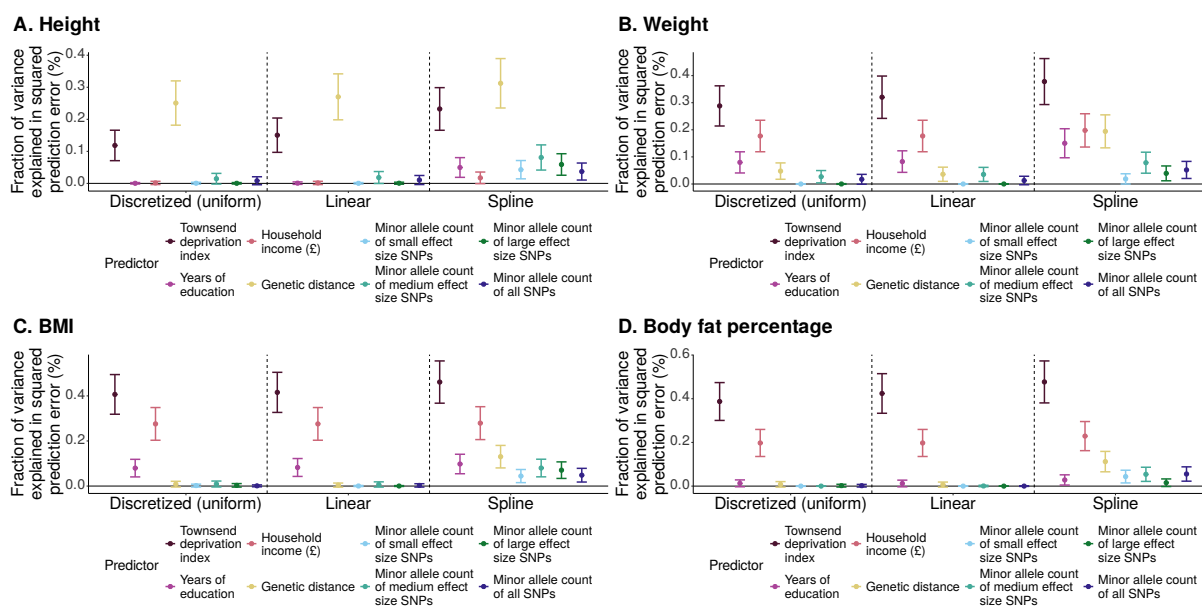 A. Height
Fraction of variance
explained in squared
prediction error (%)
0.4
0.3
0.2
0.1
0.0
Discretized (uniform)
Linear
Spline
Predictor
Townsend
deprivation
index
Household
income (£)
Minor allele count
of small effect
size SNPs
Minor allele count
of large effect
size SNPs
Years of
education
Genetic distance
Minor allele count
of medium effect
size SNPs
Minor allele count
of all SNPs
B. Weight
Fraction of variance
explained in squared
prediction error (%)
0.4
0.3
0.2
0.1
0.0
Discretized (uniform)
Linear
Spline
Predictor
Townsend
deprivation
index
Household
income (£)
Minor allele count
of small effect
size SNPs
Minor allele count
of large effect
size SNPs
Years of
education
Genetic distance
Minor allele count
of medium effect
size SNPs
Minor allele count
of all SNPs
C. BMI
Fraction of variance
explained in squared
prediction error (%)
0.4
0.2
0.0
Discretized (uniform)
Linear
Spline
Predictor
Townsend
deprivation
index
Household
income (£)
Minor allele count
of small effect
size SNPs
Minor allele count
of large effect
size SNPs
Years of
education
Genetic distance
Minor allele count
of medium effect
size SNPs
Minor allele count
of all SNPs
D. Body fat percentage
Fraction of variance
explained in squared
prediction error (%)
0.6
0.4
0.2
0.0
Discretized (uniform)
Linear
Spline
Predictor
Townsend
deprivation
index
Household
income (£)
Minor allele count
of small effect
size SNPs
Minor allele count
of large effect
size SNPs
Years of
education
Genetic distance
Minor allele count
of medium effect
size SNPs
Minor allele count
of all SNPs